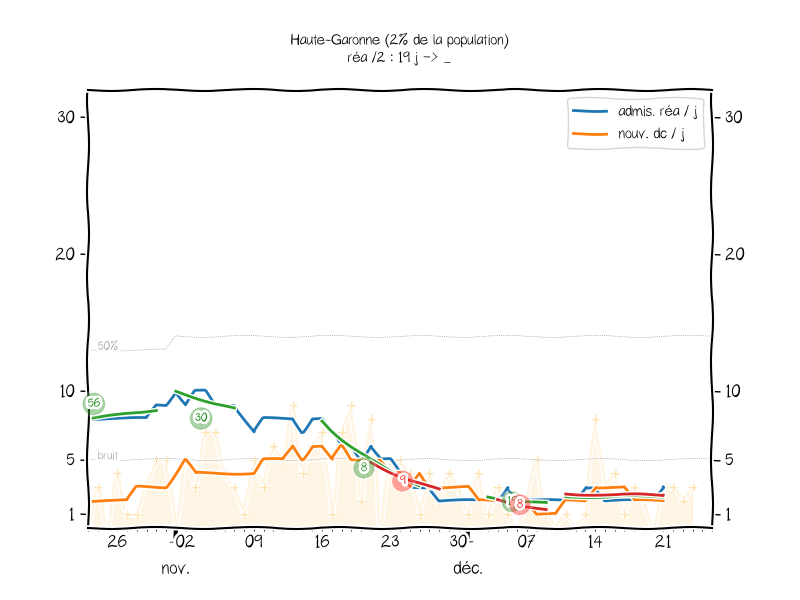 Haute-Garonne (2% de la population)
réa /2 : 19 j -> _
admis. réa / j
nouv. dc / j
30 30
20 20
50%
10 10
56
30
bruit
5 5
8
9
8
1 1
26 02 09 16 23 30 07 14 21
nov. déc.